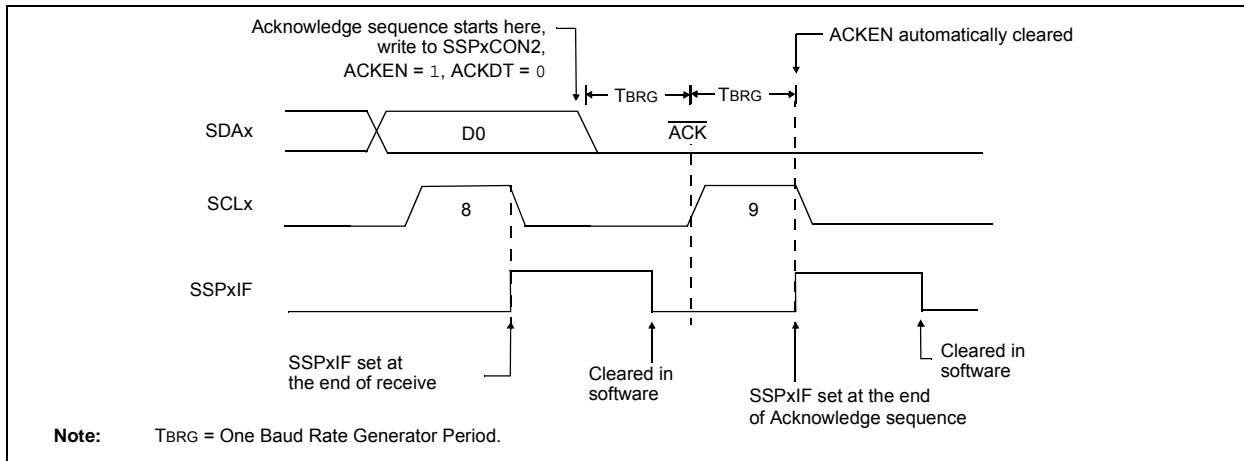 Acknowledge sequence starts here,
write to SSPxCON2,
ACKEN = 1, ACKDT = 0
ACKEN automatically cleared
TBRG
TBRG
SDAx
D0
ACK
SCLx
8
9
SSPxIF
SSPxIF set at
the end of receive
Cleared in
software
SSPxIF set at the end
of Acknowledge sequence
Cleared in
software
Note: TBRG = One Baud Rate Generator Period.